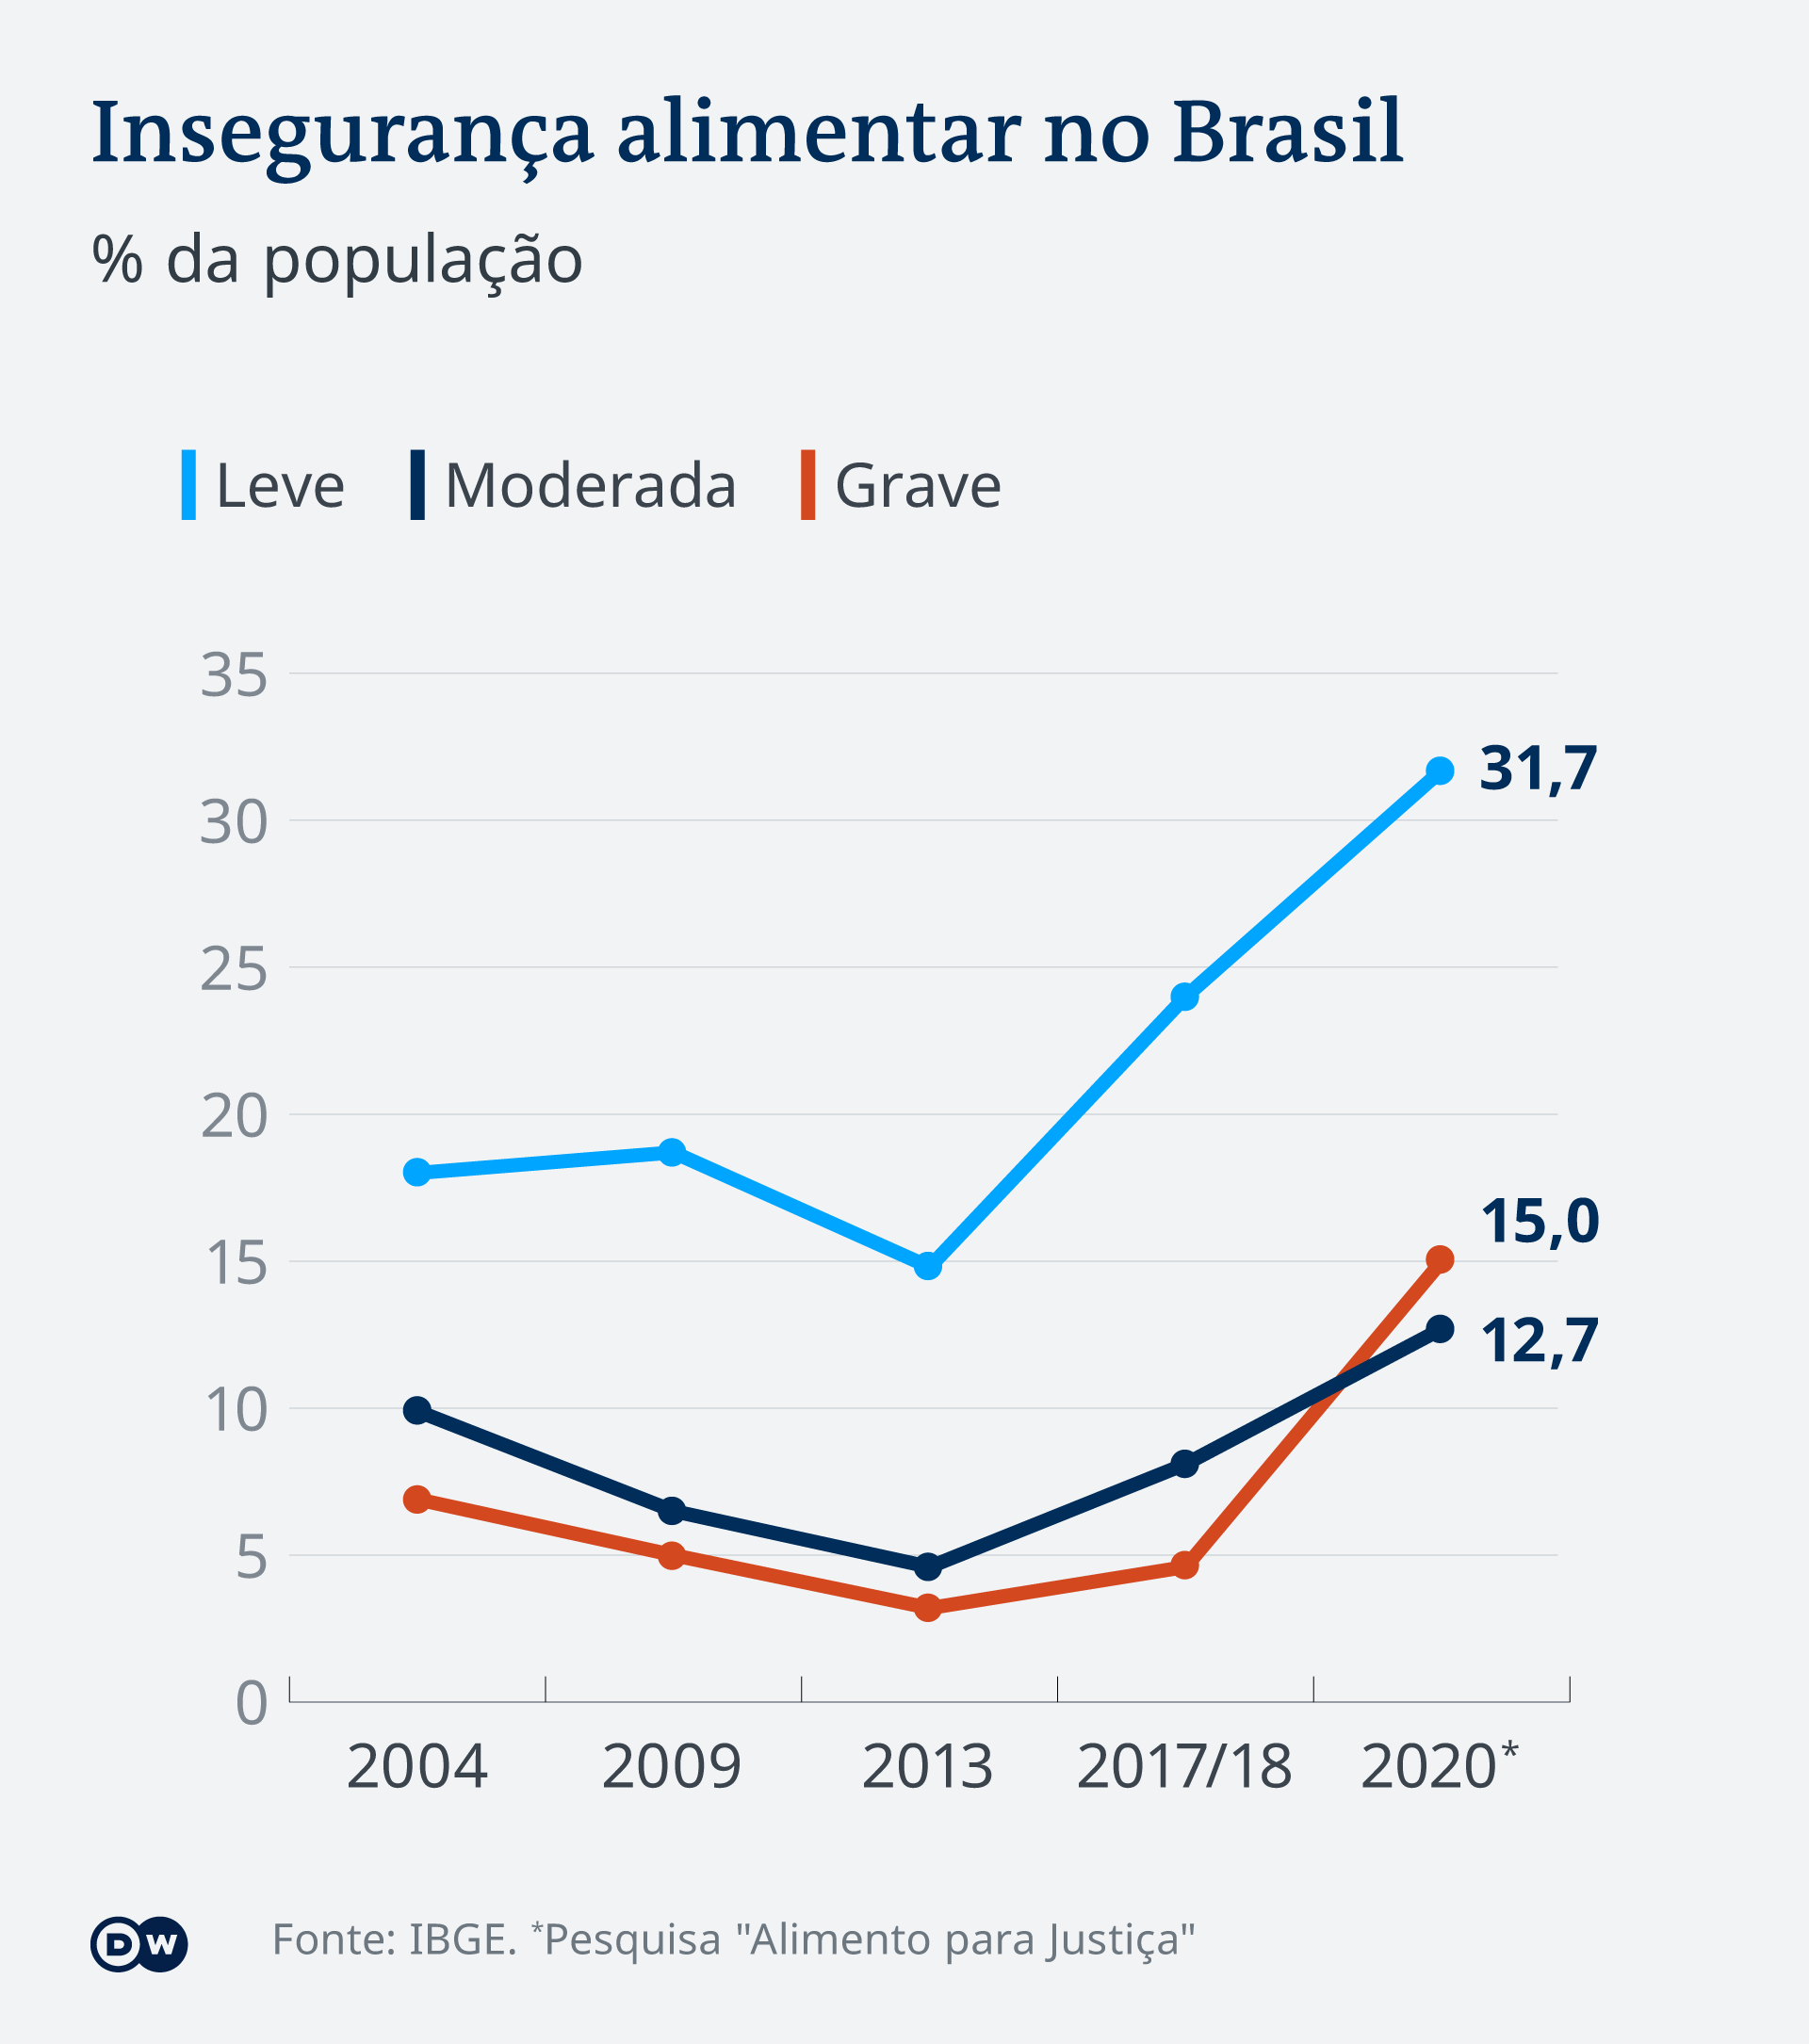 Insegurança alimentar no Brasil
% da população
Leve Moderada Grave
35
31,7
30
25
20
15,0
15
12,7
10
5
0
2004 2009 2013 2017/18 2020*
DW Fonte: IBGE. *Pesquisa "Alimento para Justiça"